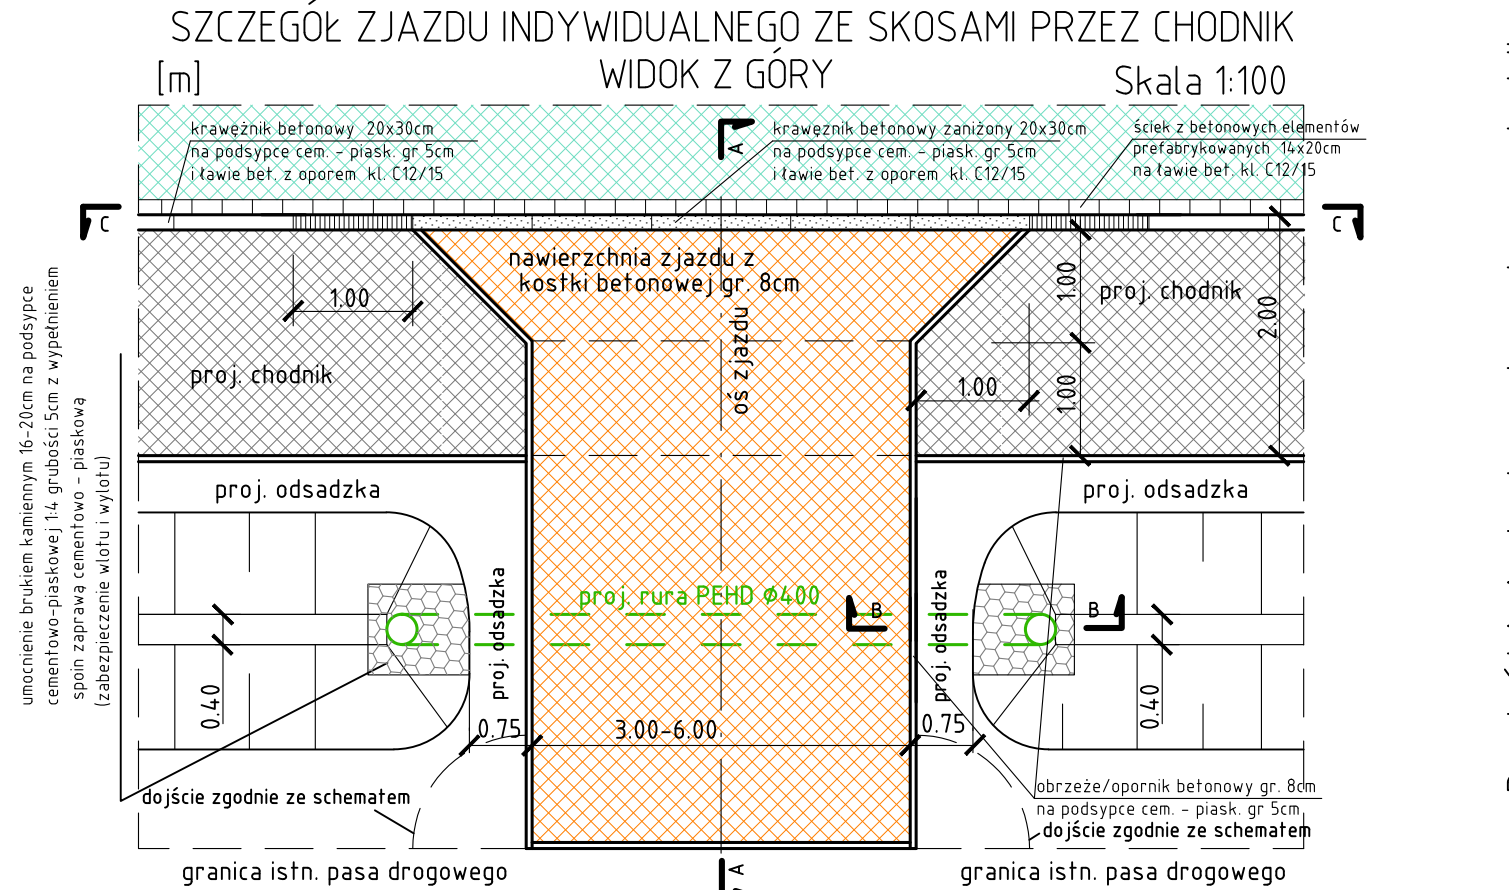 SZCZEGÓŁ ZJAZDU INDYWIDUALNEGO ZE SKOSAMI PRZEZ CHODNIK
WIDOK Z GÓRY
[m]
Skala 1:100
krawężnik betonowy 20x30cm
na podsypce cem. - piask. gr 5cm
i ławie bet. z oporem kl. C12/15
A
krawęznik betonowy zaniżony 20x30cm
na podsypce cem. - piask. gr 5cm
i ławie bet. z oporem kl. C12/15
ściek z betonowych elementów
prefabrykowanych 14x20cm
na ławie bet. kl. C12/15
C
C
nawierzchnia zjazdu z
kostki betonowej gr. 8cm
1.00
1.00
proj. chodnik
2.00
oś zjazdu
proj. chodnik
1.00
1.00
umocnienie brukiem kamiennym 16-20cm na podsypce
cementowo-piaskowej 1:4 grubości 5cm z wypełnieniem
spoin zaprawą cementowo - piaskową
(zabezpieczenie wlotu i wylotu)
proj. odsadzka
proj. odsadzka
proj. odsadzka
proj. rura PEHD Ø400
B
proj. odsadzka
B
0.40
0.40
0.75
3.00-6.00
0.75
dojście zgodnie ze schematem
obrzeże/opornik betonowy gr. 8cm
na podsypce cem. - piask. gr 5cm
dojście zgodnie ze schematem
granica istn. pasa drogowego
A
granica istn. pasa drogowego